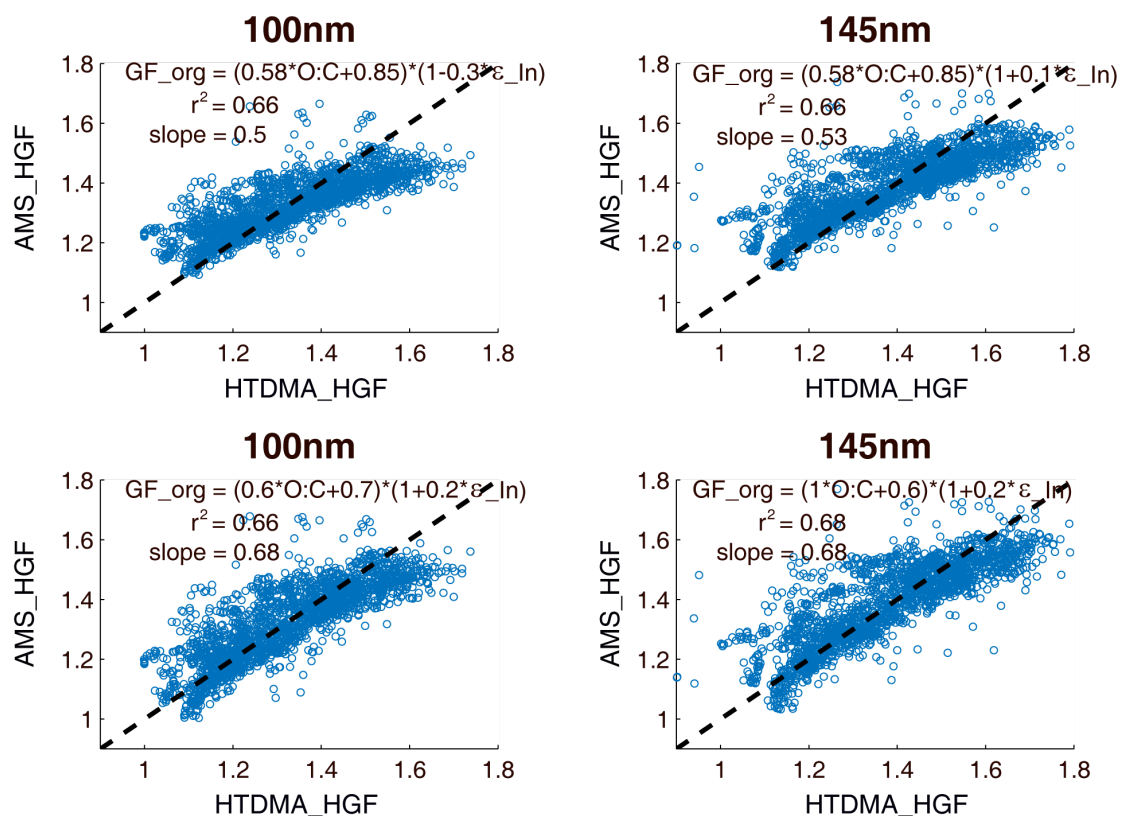 100nm
GF_org = (0.58*O:C+0.85)*(1-0.3*ε_In)
r² = 0.66
slope = 0.5
AMS_HGF
1.8
1.6
1.4
1.2
1
1 1.2 1.4 1.6 1.8
HTDMA_HGF
145nm
GF_org = (0.58*O:C+0.85)*(1+0.1*ε_In)
r² = 0.66
slope = 0.53
AMS_HGF
1.8
1.6
1.4
1.2
1
1 1.2 1.4 1.6 1.8
HTDMA_HGF
100nm
GF_org = (0.6*O:C+0.7)*(1+0.2*ε_In)
r² = 0.66
slope = 0.68
AMS_HGF
1.8
1.6
1.4
1.2
1
1 1.2 1.4 1.6 1.8
HTDMA_HGF
145nm
GF_org = (1*O:C+0.6)*(1+0.2*ε_In)
r² = 0.68
slope = 0.68
AMS_HGF
1.8
1.6
1.4
1.2
1
1 1.2 1.4 1.6 1.8
HTDMA_HGF